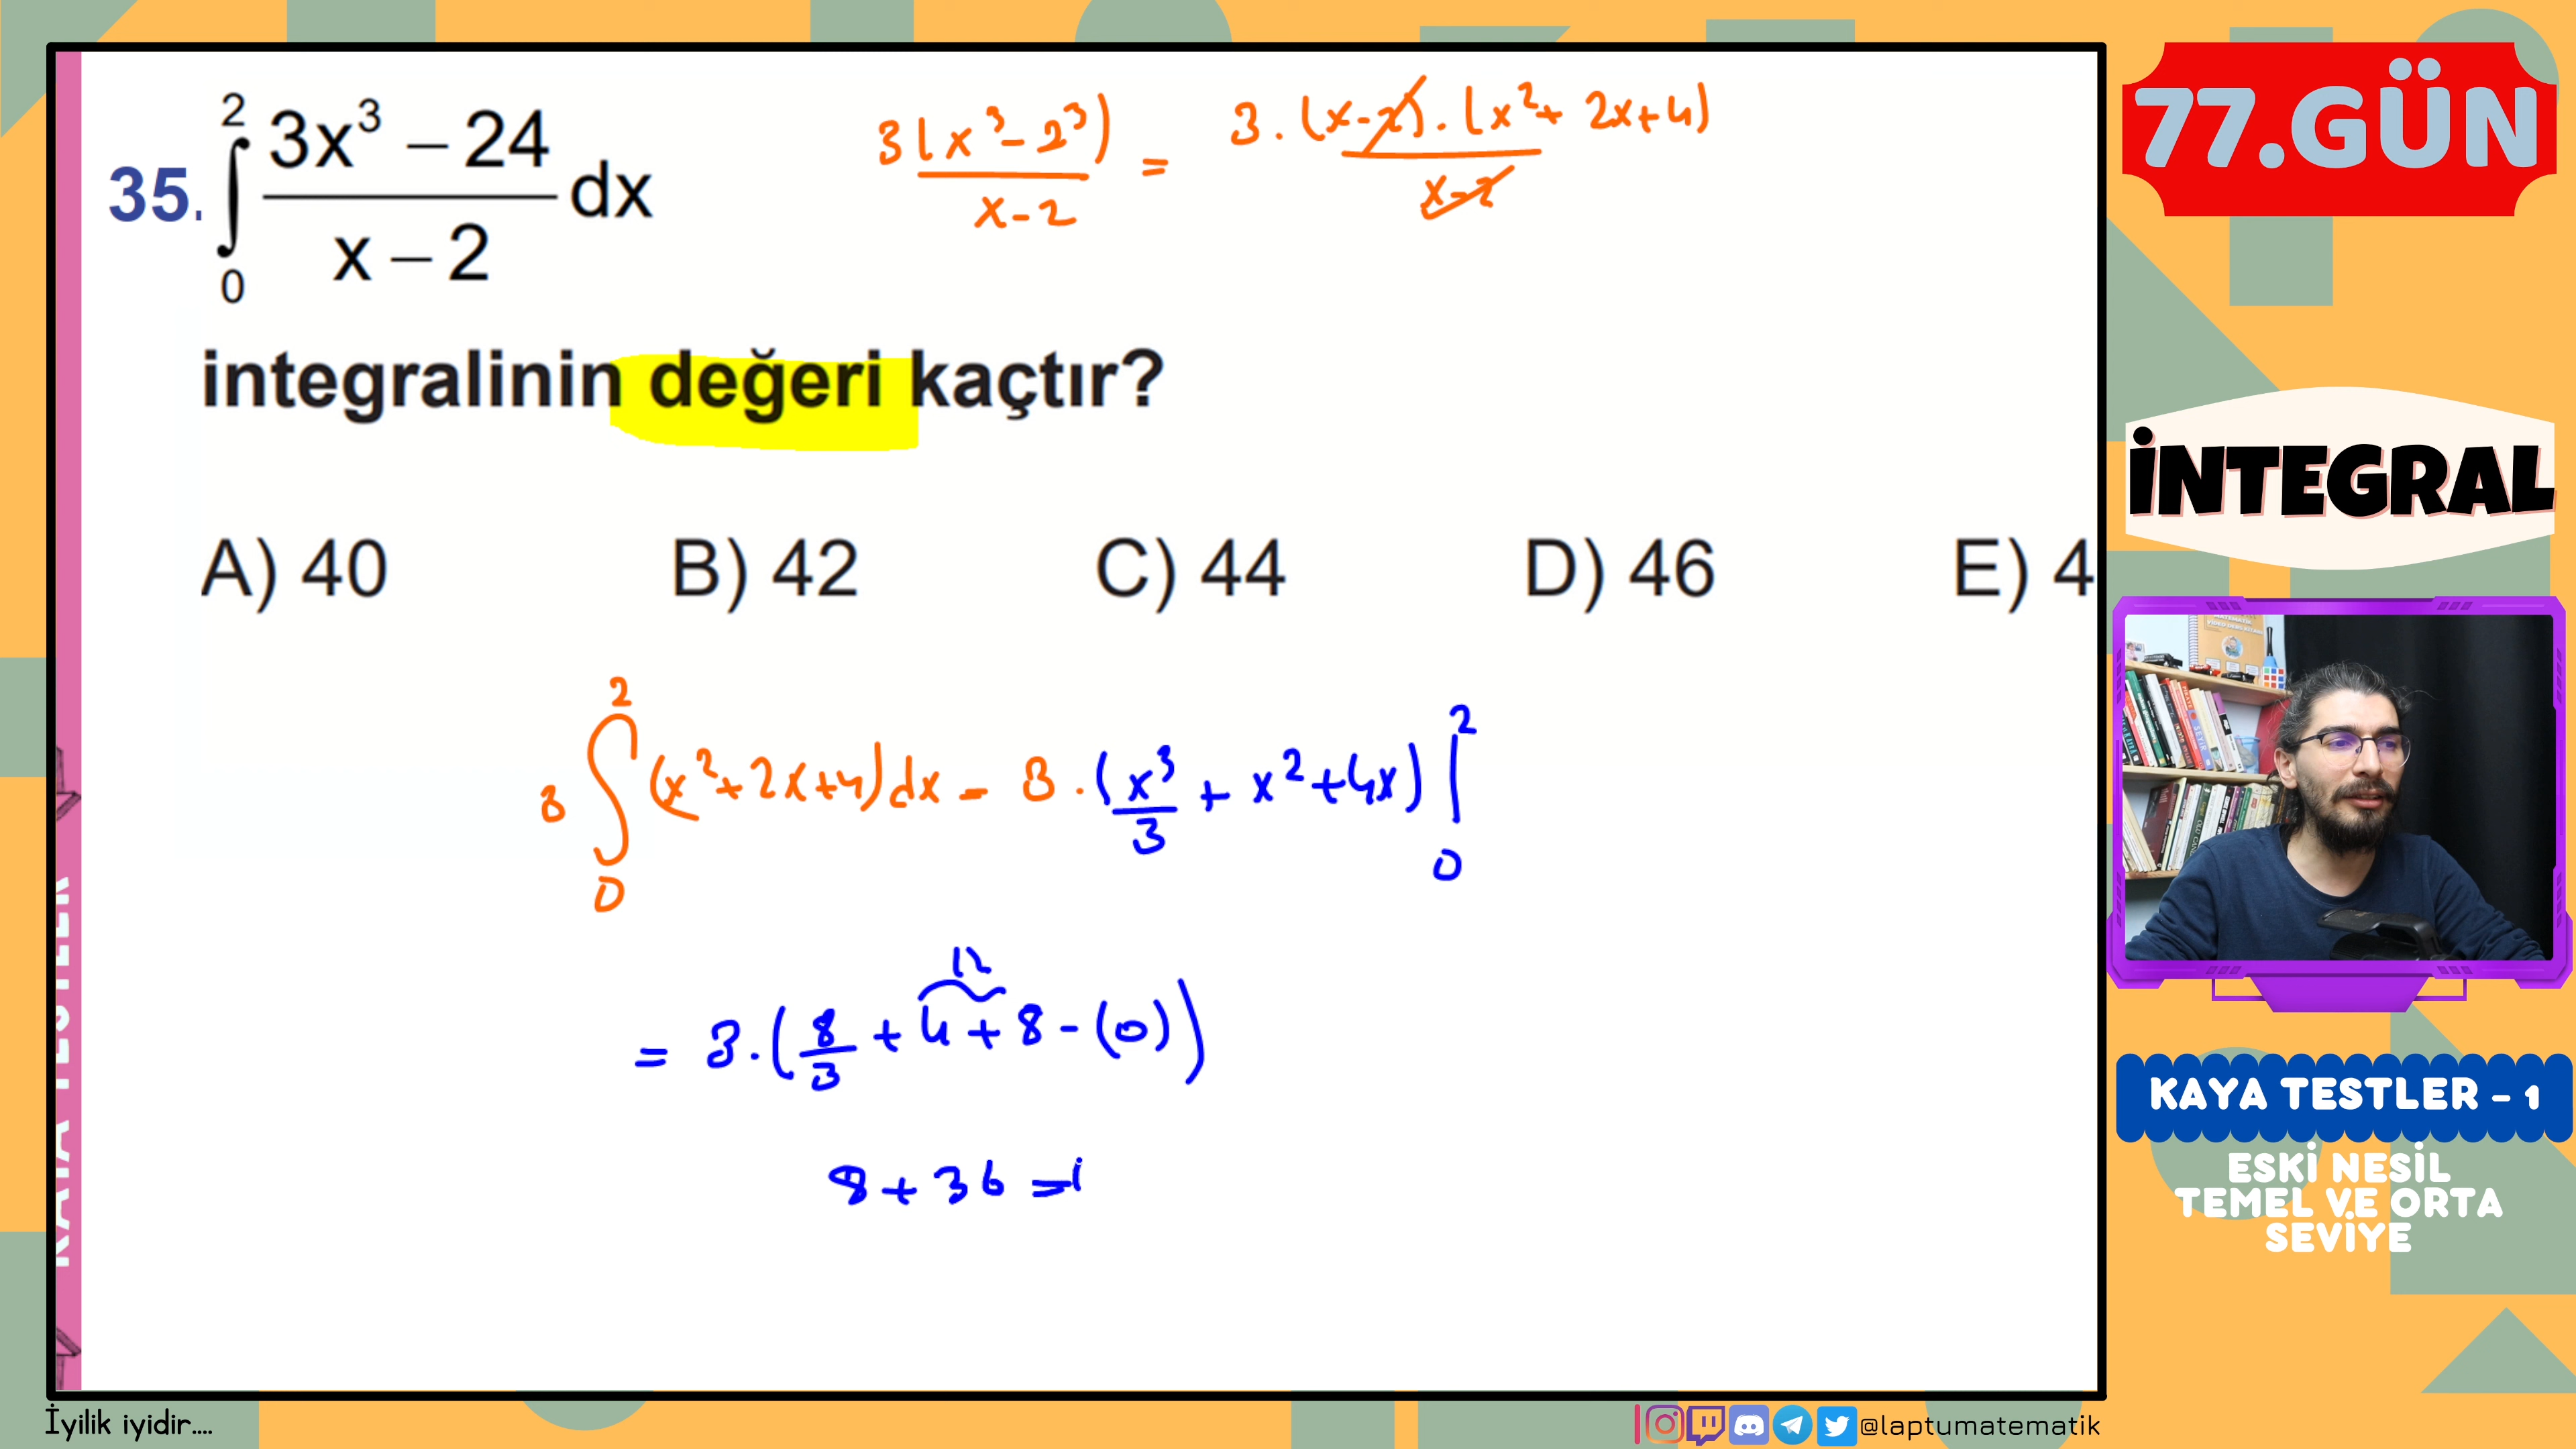 35. ∫₀² (3x³ – 24)/(x – 2) dx
3(x³ - 2³)/(x - 2) = 3.(x-2).(x² + 2x + 4)/(x-2)
integralinin değeri kaçtır?
A) 40 B) 42 C) 44 D) 46 E) 4
3 ∫₀² (x² + 2x + 4) dx = 3.(x³/3 + x² + 4x) |₀²
12
= 3.(8/3 + 4 + 8 - (0))
8 + 36 =
KAYA TESTLER
77.GÜN
İNTEGRAL
KAYA TESTLER – 1
ESKİ NESİL
TEMEL VE ORTA
SEVİYE
İyilik iyidir....
@laptumatematik